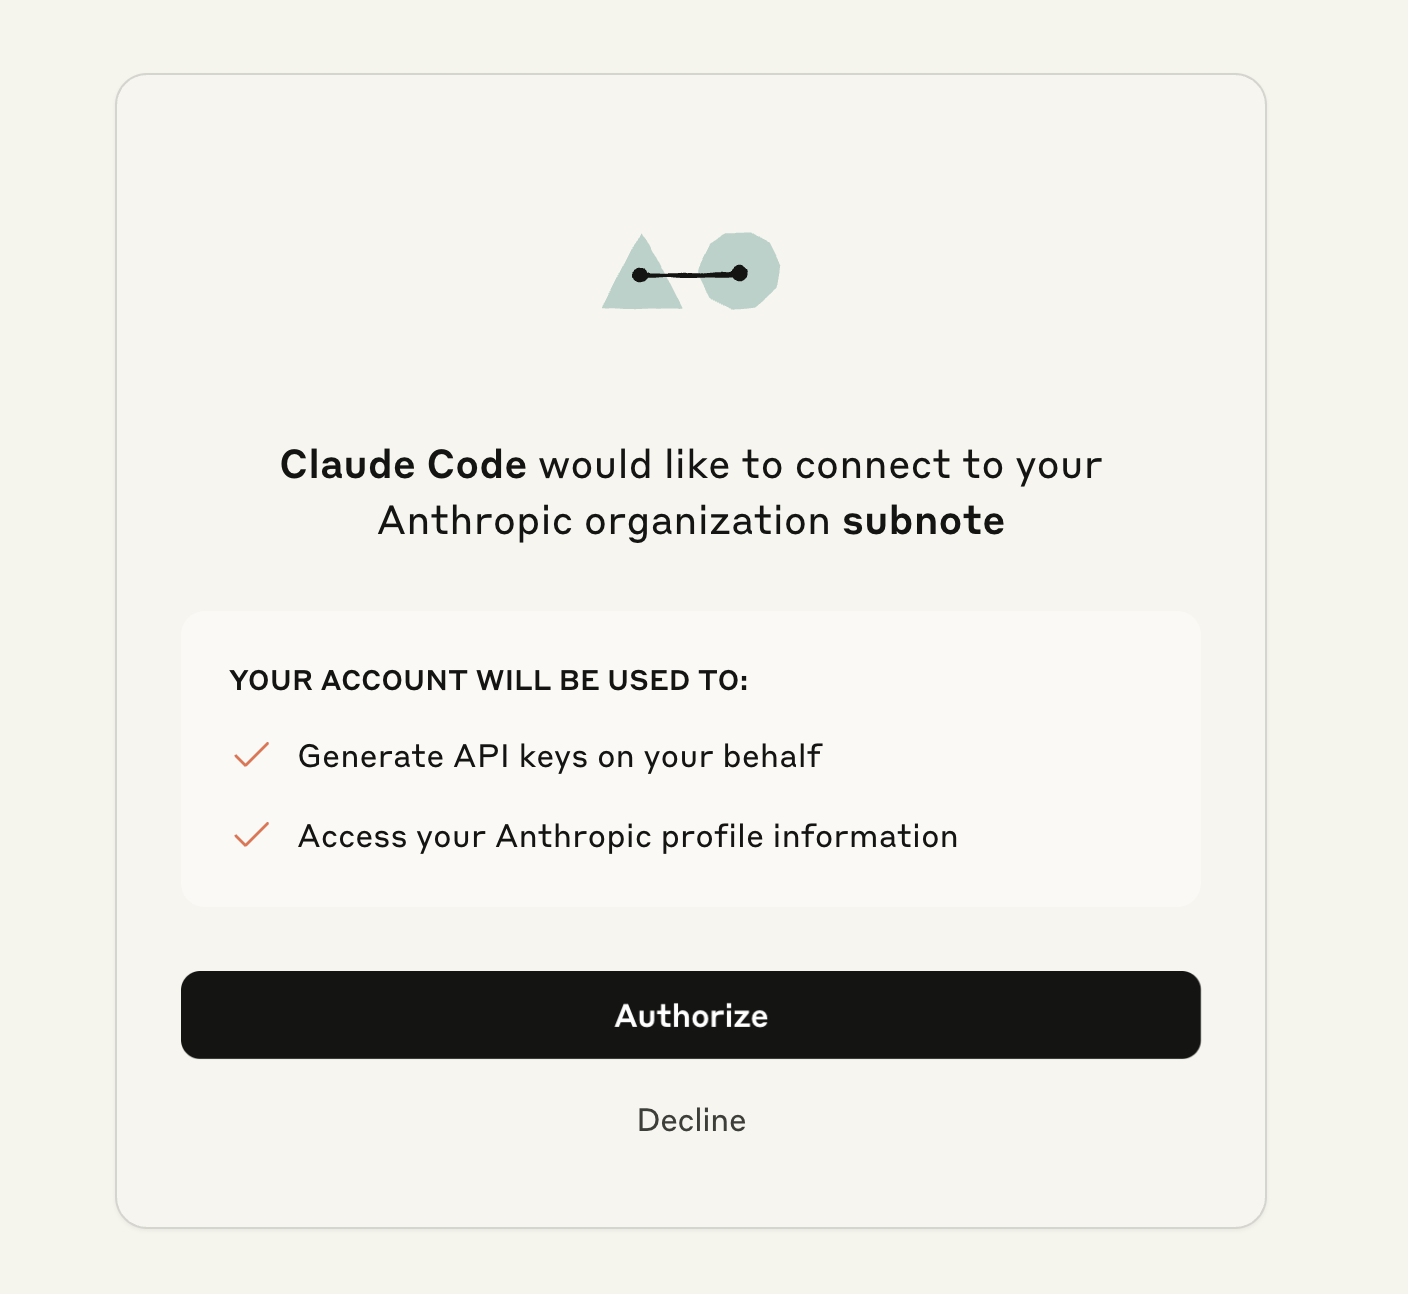 Claude Code would like to connect to your
Anthropic organization subnote
YOUR ACCOUNT WILL BE USED TO:
Generate API keys on your behalf
Access your Anthropic profile information
Authorize
Decline